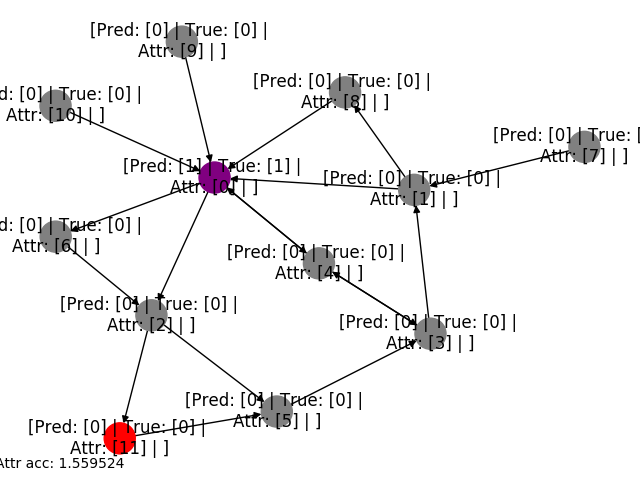 [Pred: [0] | True: [0] |
Attr: [9] | ]
[Pred: [0] | True: [0] |
Attr: [8] | ]
d: [0] | True: [0] |
Attr: [10] | ]
[Pred: [0] | True: [0] |
Attr: [7] | ]
[Pred: [1] | True: [1] |
Attr: [0] | ]
[Pred: [0] | True: [0] |
Attr: [1] | ]
d: [0] | True: [0] |
Attr: [6] | ]
[Pred: [0] | True: [0] |
Attr: [4] | ]
[Pred: [0] | True: [0] |
Attr: [2] | ]
[Pred: [0] | True: [0] |
Attr: [3] | ]
[Pred: [0] | True: [0] |
Attr: [5] | ]
[Pred: [0] | True: [0] |
Attr: [11] | ]
Attr acc: 1.559524